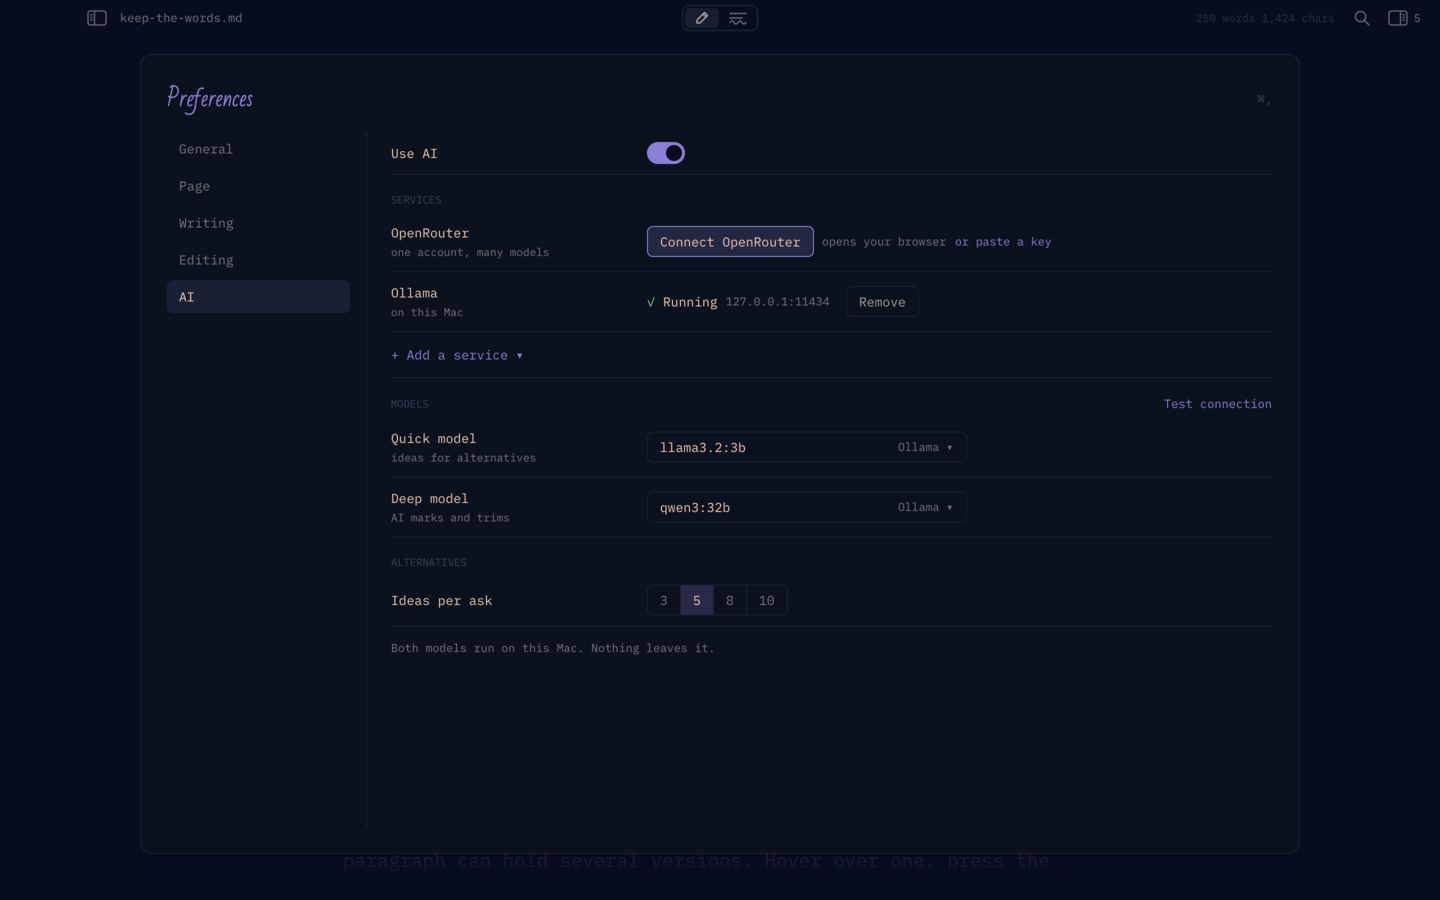 keep-the-words.md
250 words 1,424 chars
5
Preferences
⌘,
General
Page
Writing
Editing
AI
Use AI
SERVICES
OpenRouter
one account, many models
Connect OpenRouter
opens your browser or paste a key
Ollama
on this Mac
✓ Running 127.0.0.1:11434
Remove
+ Add a service ▾
MODELS
Test connection
Quick model
ideas for alternatives
llama3.2:3b
Ollama ▾
Deep model
AI marks and trims
qwen3:32b
Ollama ▾
ALTERNATIVES
Ideas per ask
3 5 8 10
Both models run on this Mac. Nothing leaves it.
paragraph can hold several versions. Hover over one, press the